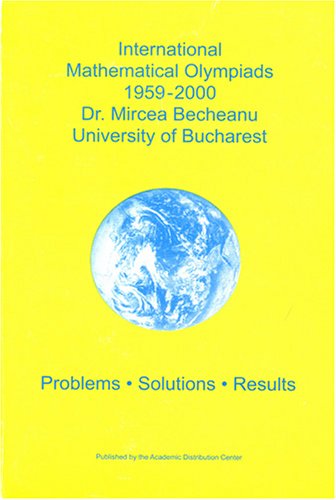 International
Mathematical Olympiads
1959-2000
Dr. Mircea Becheanu
University of Bucharest
Problems • Solutions • Results
Published by the Academic Distribution Center